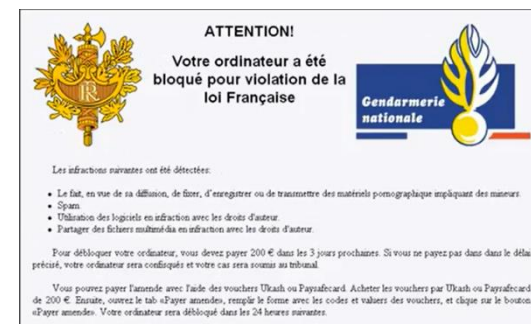 ATTENTION!
Votre ordinateur a été
bloqué pour violation de la
loi Française
RF
Gendarmerie
nationale
Les infractions suivantes ont été détectées:
• Le fait, en vue de sa diffusion, de fixer, d'enregistrer ou de transmettre des matériels pornographique impliquant des mineurs.
• Spam.
• Utilisation des logiciels en infraction avec les droits d'auteur.
• Partager des fichiers multimédia en infraction avec les droits d'auteur.
Pour débloquer votre ordinateur, vous devez payer 200 € dans les 3 jours prochaines. Si vous ne payez pas dans dans le délai
précisé, votre ordinateur sera confisqués et votre cas sera soumis au tribunal.
Vous pouvez payer l'amende avec l'aide des vouchers Ukash ou Paysafecard. Acheter les vouchers par Ukash ou Paysafecard
de 200 €. Ensuite, ouvrez le tab «Payer amende», remplir le forme avec les codes et valuers des vouchers, et clique sur le bouton
«Payer amende». Votre ordinateur sera débloqué dans les 24 heures suivantes.